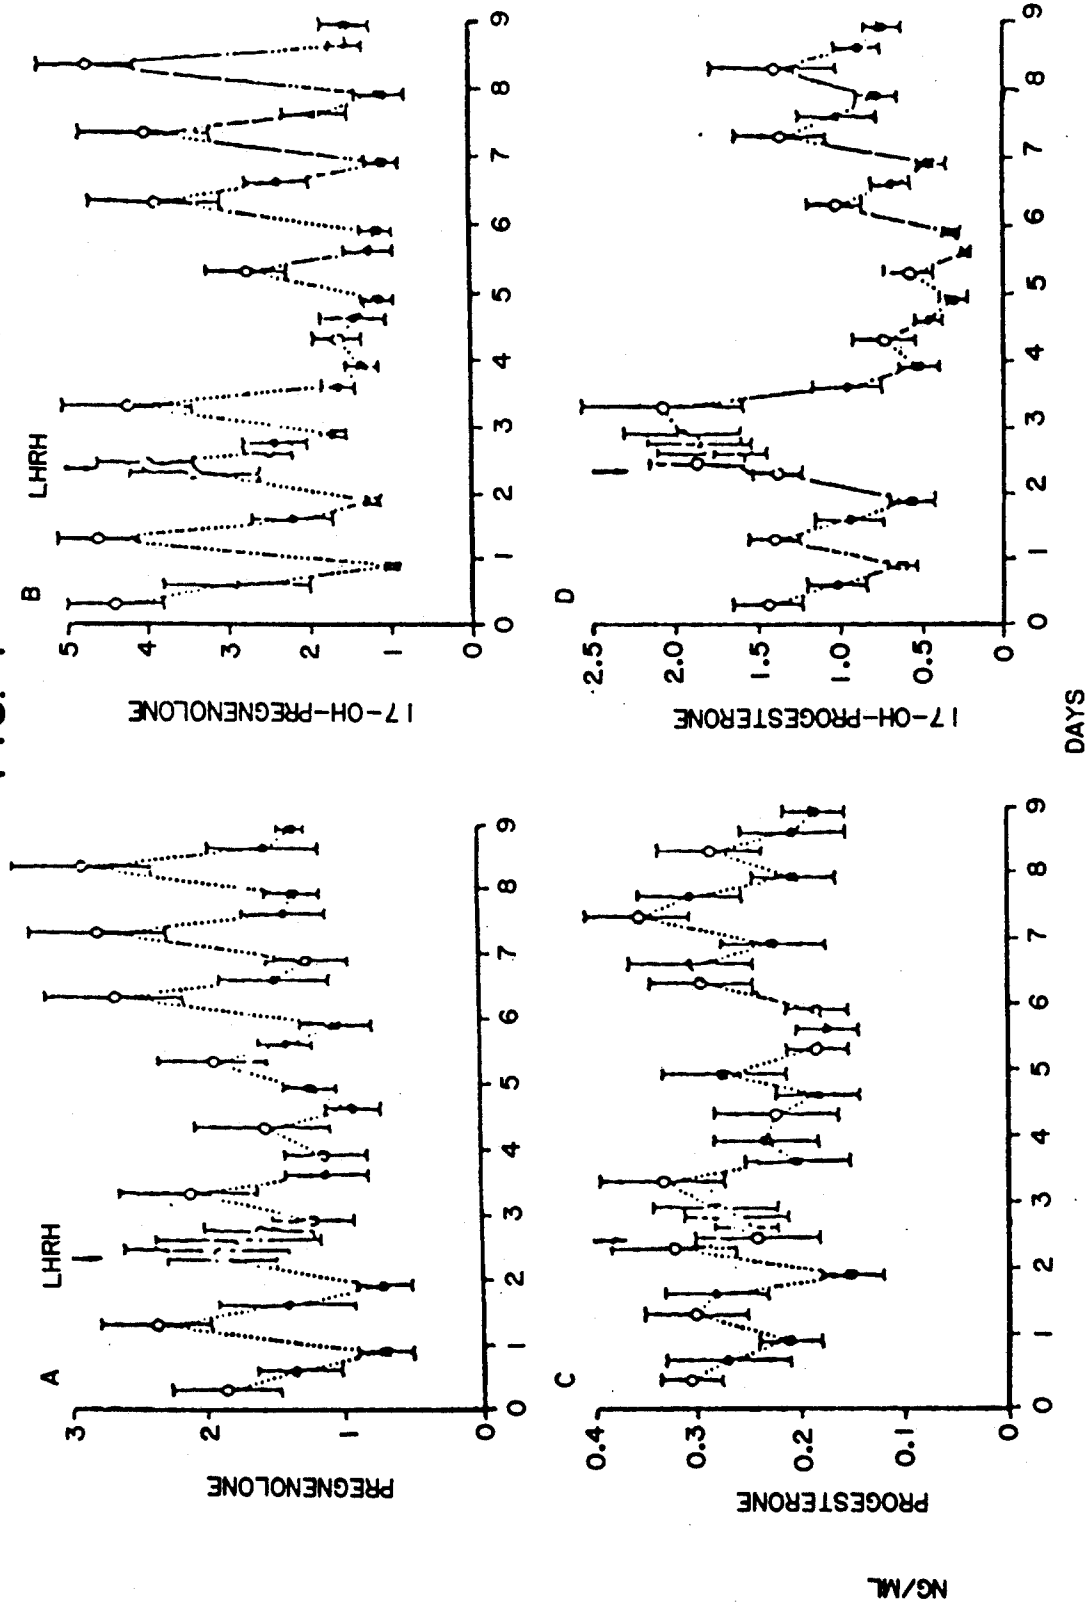 A
LHRH
PREGNENOLONE
3
2
1
0
0 1 2 3 4 5 6 7 8 9
B
LHRH
17-OH-PREGNENOLONE
5
4
3
2
1
0
0 1 2 3 4 5 6 7 8 9
C
PROGESTERONE
0.4
0.3
0.2
0.1
0
0 1 2 3 4 5 6 7 8 9
D
17-OH-PROGESTERONE
2.5
2.0
1.5
1.0
0.5
0
0 1 2 3 4 5 6 7 8 9
NG/ML
DAYS